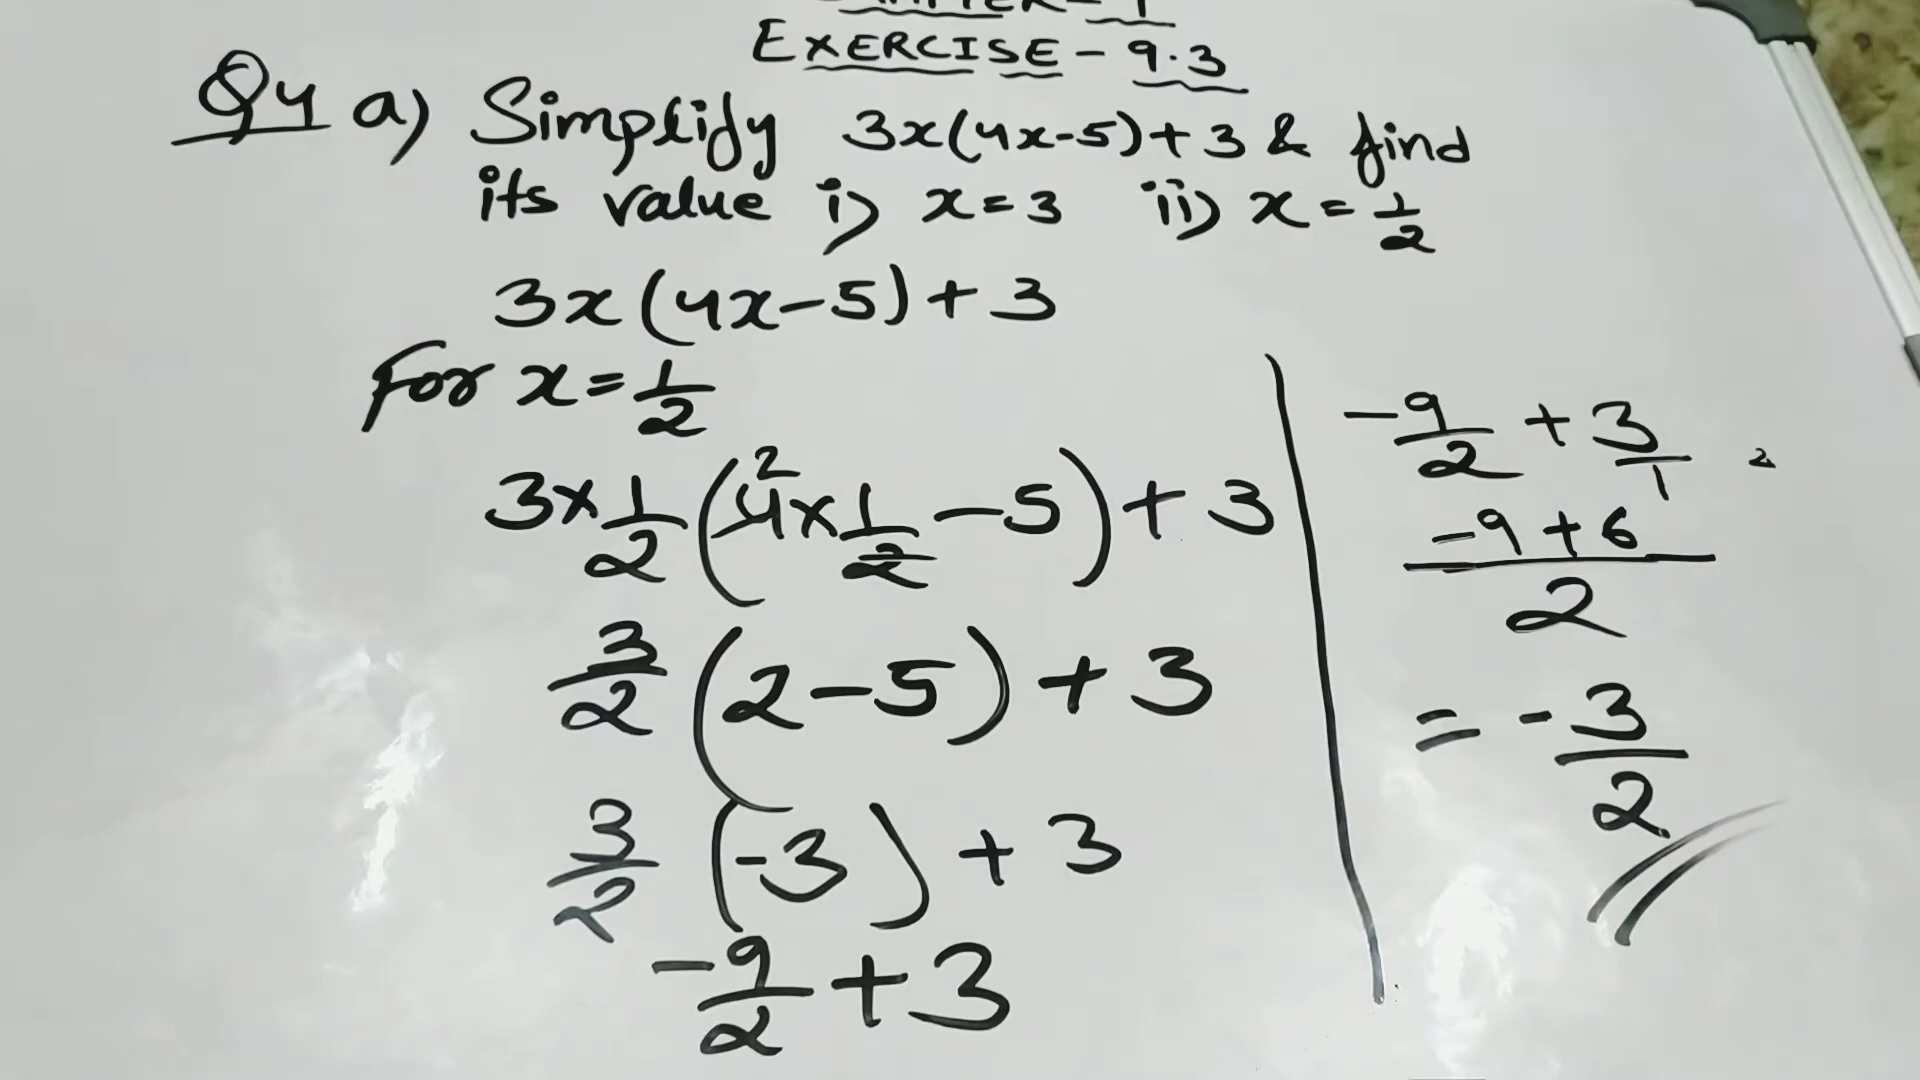 EXERCISE - 9.3
Q4 a) Simplify 3x(4x-5)+3 & find
its value i) x=3 ii) x=1/2
3x(4x-5)+3
For x=1/2
3×1/2(4×1/2-5)+3
2
3/2(2-5)+3
3/2(-3)+3
-9/2+3
-9/2+3/1
2
-9+6/2
=-3/2